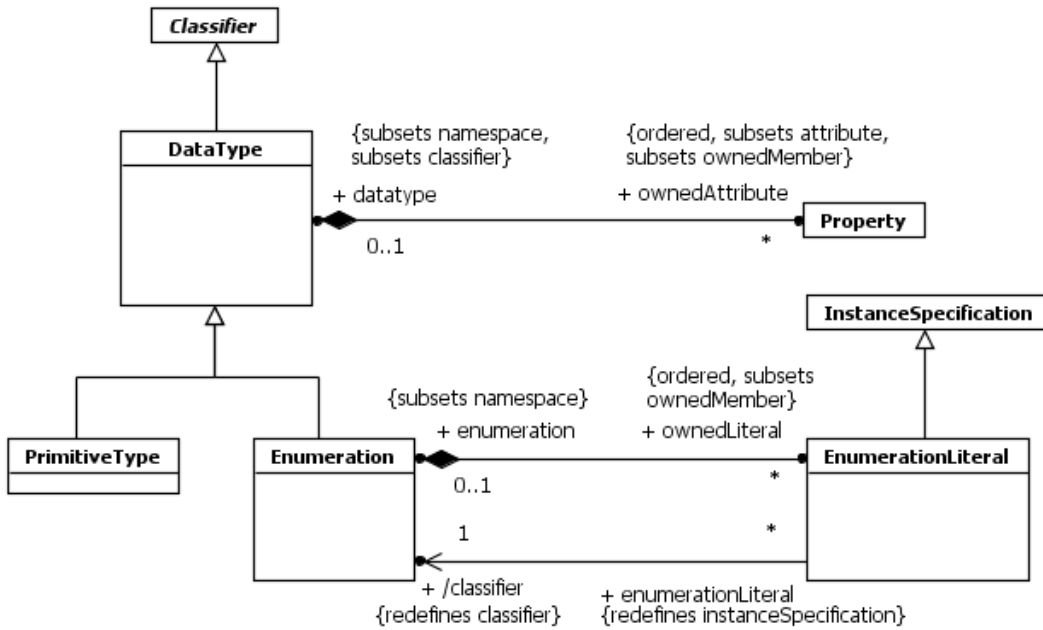 Classifier
DataType
{subsets namespace,
subsets classifier}
+ datatype
0..1
{ordered, subsets attribute,
subsets ownedMember}
+ ownedAttribute
*
Property
InstanceSpecification
PrimitiveType
Enumeration
{subsets namespace}
+ enumeration
0..1
{ordered, subsets
ownedMember}
+ ownedLiteral
*
EnumerationLiteral
1
*
+ /classifier
{redefines classifier}
+ enumerationLiteral
{redefines instanceSpecification}